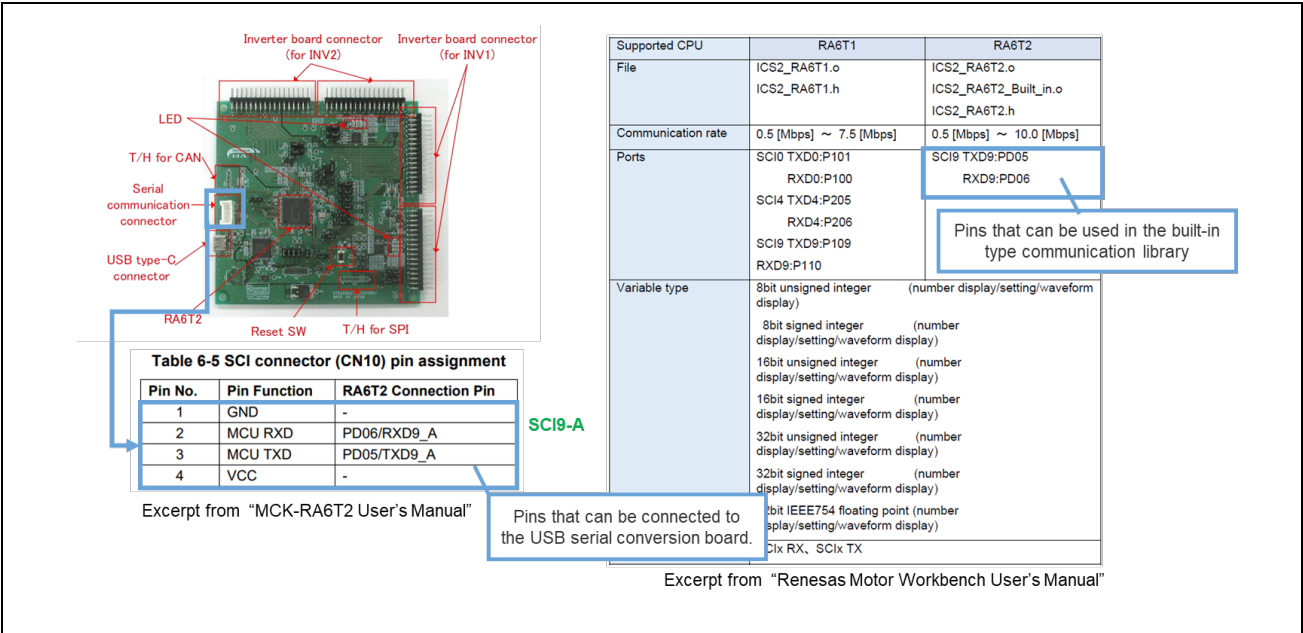 Inverter board connector
(for INV2)
Inverter board connector
(for INV1)
LED
T/H for CAN
Serial
communication
connector
USB type-C
connector
RA6T2
Reset SW
T/H for SPI
Table 6-5 SCI connector (CN10) pin assignment
Pin No. Pin Function RA6T2 Connection Pin
1 GND -
2 MCU RXD PD06/RXD9_A
3 MCU TXD PD05/TXD9_A
4 VCC -
SCI9-A
Excerpt from “MCK-RA6T2 User’s Manual”
Pins that can be connected to
the USB serial conversion board.
Supported CPU RA6T1 RA6T2
File ICS2_RA6T1.o ICS2_RA6T2.o
ICS2_RA6T1.h ICS2_RA6T2_Built_in.o
ICS2_RA6T2.h
Communication rate 0.5 [Mbps] ～ 7.5 [Mbps] 0.5 [Mbps] ～ 10.0 [Mbps]
Ports SCI0 TXD0:P101 SCI9 TXD9:PD05
RXD0:P100 RXD9:PD06
SCI4 TXD4:P205
RXD4:P206
SCI9 TXD9:P109
RXD9:P110
Pins that can be used in the built-in
type communication library
Variable type 8bit unsigned integer (number display/setting/waveform
display)
8bit signed integer (number
display/setting/waveform display)
16bit unsigned integer (number
display/setting/waveform display)
16bit signed integer (number
display/setting/waveform display)
32bit unsigned integer (number
display/setting/waveform display)
32bit signed integer (number
display/setting/waveform display)
2bit IEEE754 floating point (number
splay/setting/waveform display)
CIx RX、SCIx TX
Excerpt from “Renesas Motor Workbench User’s Manual”